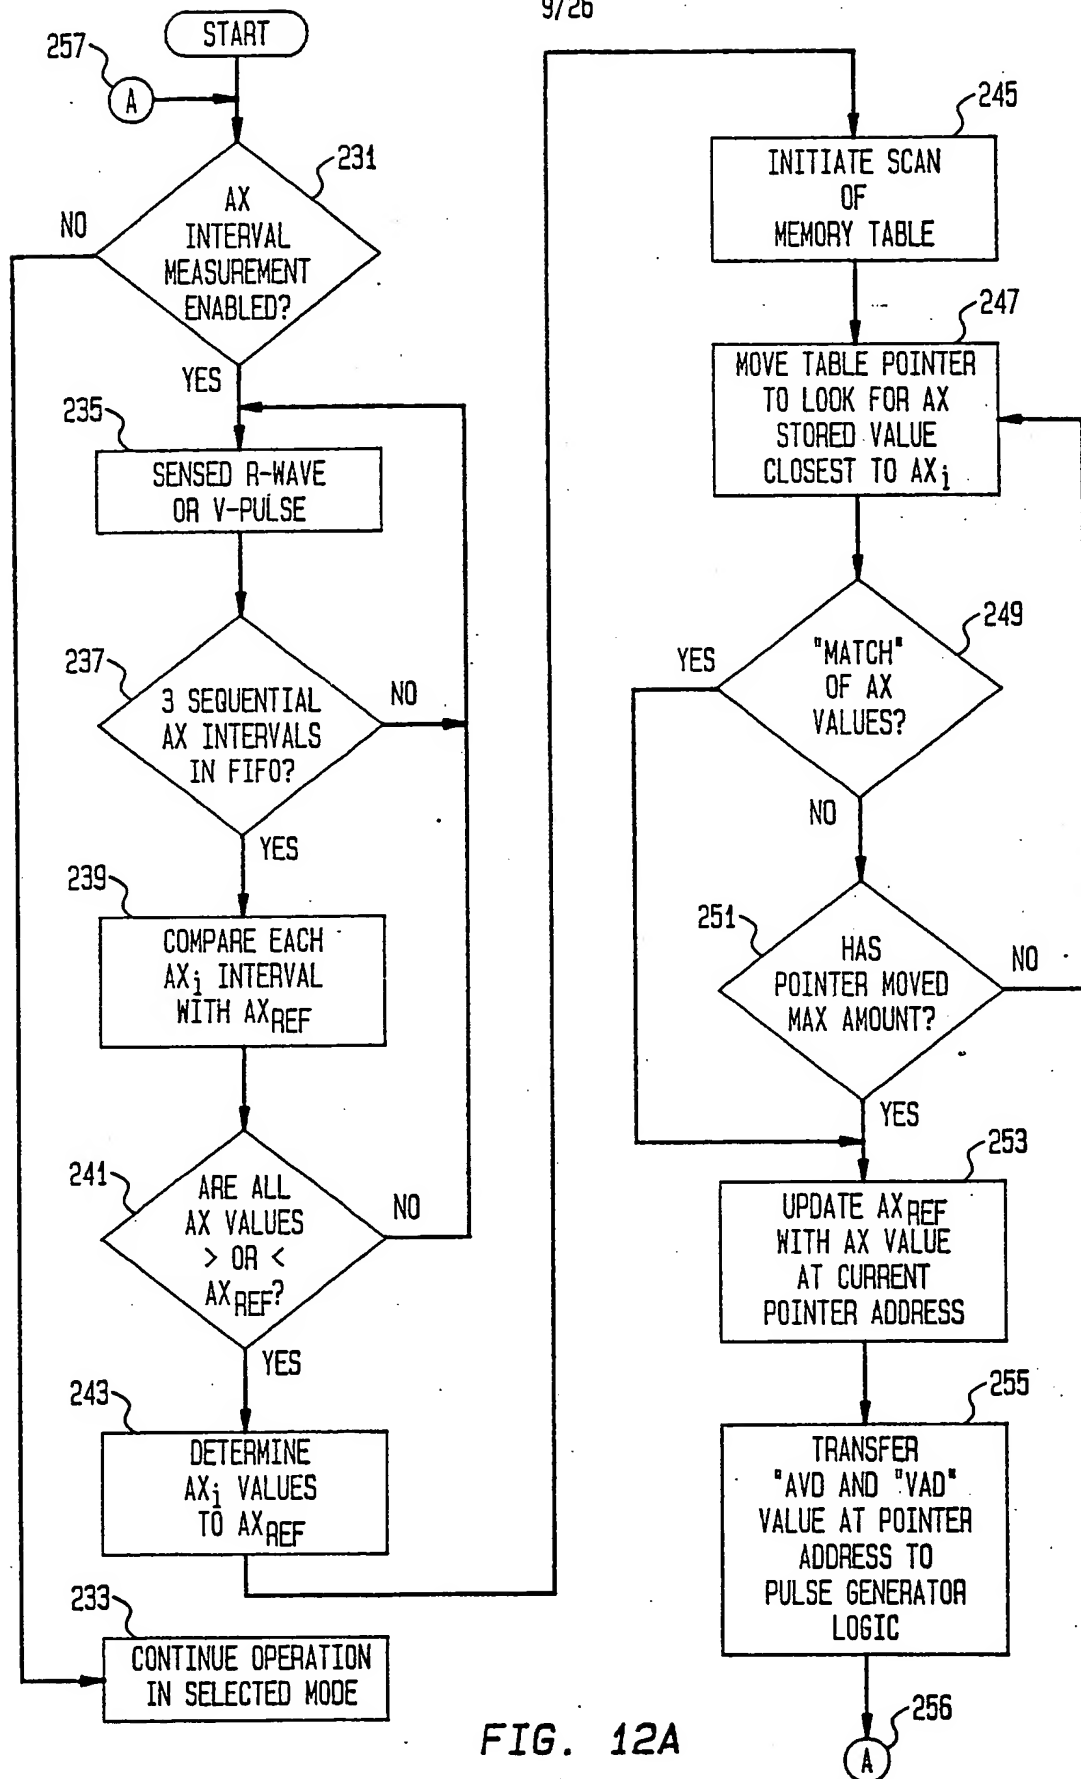 9/26
START
257
A
231
AX
INTERVAL
MEASUREMENT
ENABLED?
NO
YES
235
SENSED R-WAVE
OR V-PULSE
237
3 SEQUENTIAL
AX INTERVALS
IN FIFO?
NO
YES
239
COMPARE EACH
AXi INTERVAL
WITH AXREF
241
ARE ALL
AX VALUES
> OR <
AXREF?
NO
YES
243
DETERMINE
AXi VALUES
TO AXREF
233
CONTINUE OPERATION
IN SELECTED MODE
245
INITIATE SCAN
OF
MEMORY TABLE
247
MOVE TABLE POINTER
TO LOOK FOR AX
STORED VALUE
CLOSEST TO AXi
249
"MATCH"
OF AX
VALUES?
YES
NO
251
HAS
POINTER MOVED
MAX AMOUNT?
NO
YES
253
UPDATE AXREF
WITH AX VALUE
AT CURRENT
POINTER ADDRESS
255
TRANSFER
"AVD AND "VAD"
VALUE AT POINTER
ADDRESS TO
PULSE GENERATOR
LOGIC
256
A
FIG. 12A